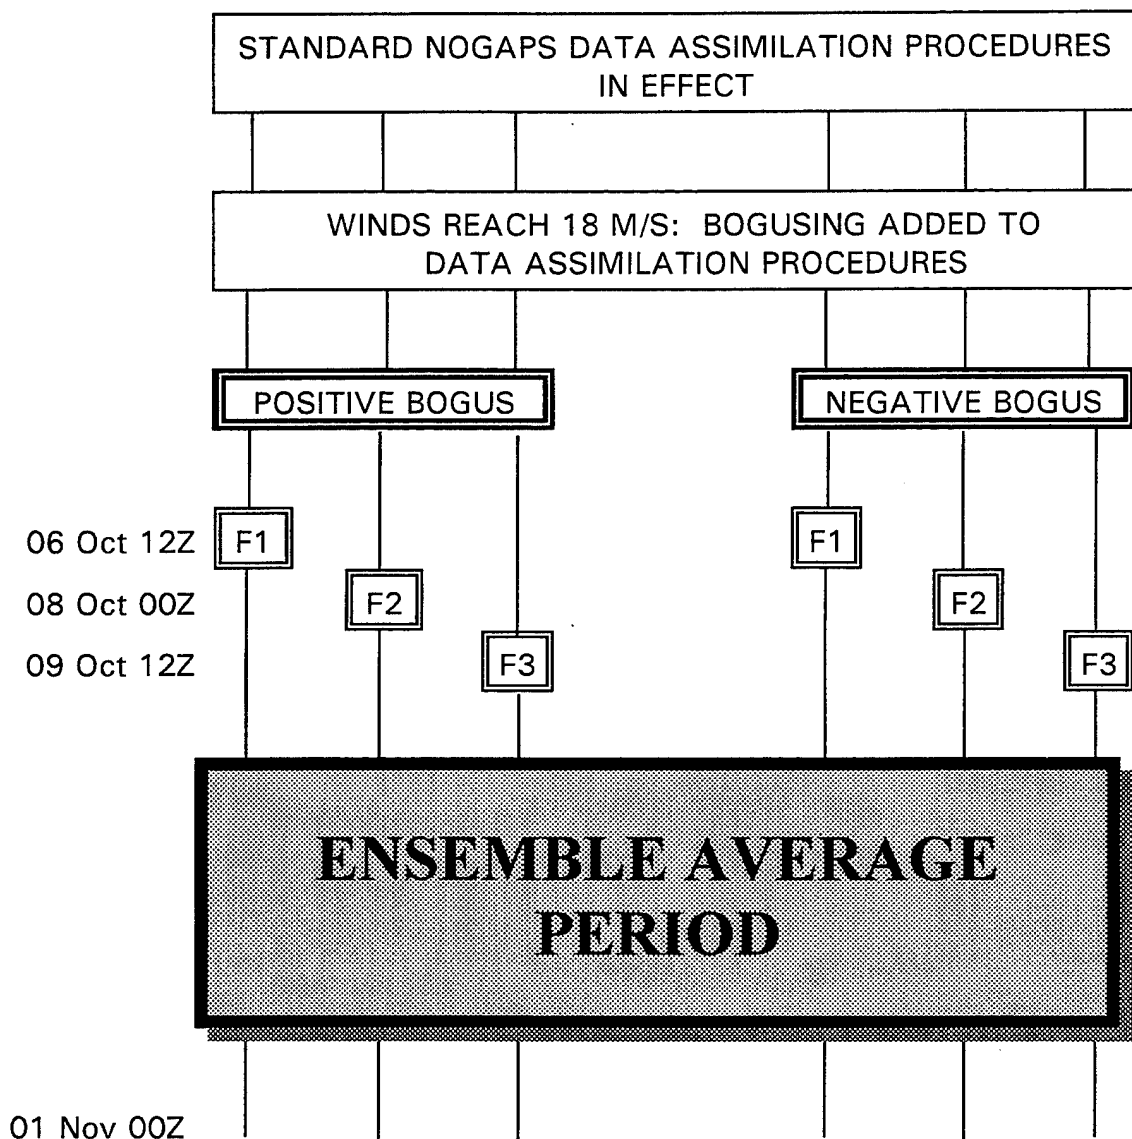 STANDARD NOGAPS DATA ASSIMILATION PROCEDURES
IN EFFECT
WINDS REACH 18 M/S: BOGUSING ADDED TO
DATA ASSIMILATION PROCEDURES
POSITIVE BOGUS
NEGATIVE BOGUS
06 Oct 12Z
F1
F1
08 Oct 00Z
F2
F2
09 Oct 12Z
F3
F3
ENSEMBLE AVERAGE
PERIOD
01 Nov 00Z